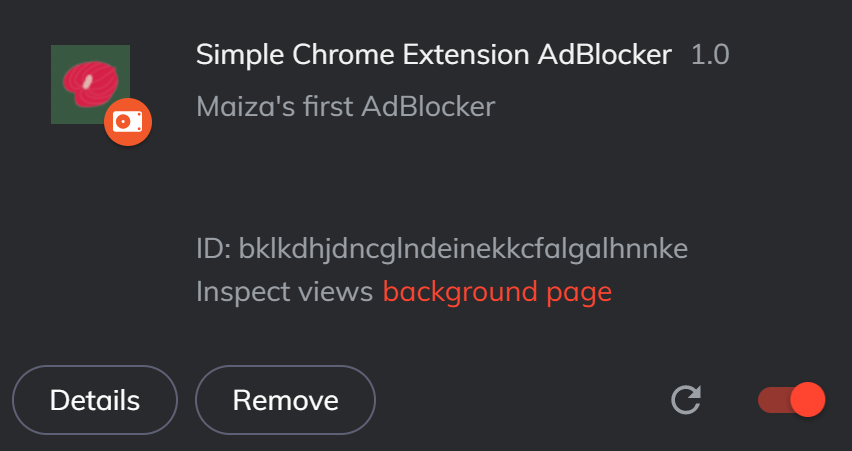 Simple Chrome Extension AdBlocker 1.0
Maiza's first AdBlocker
ID: bklkdhjdncglndeinekkcfalgalhnnke
Inspect views background page
Details Remove